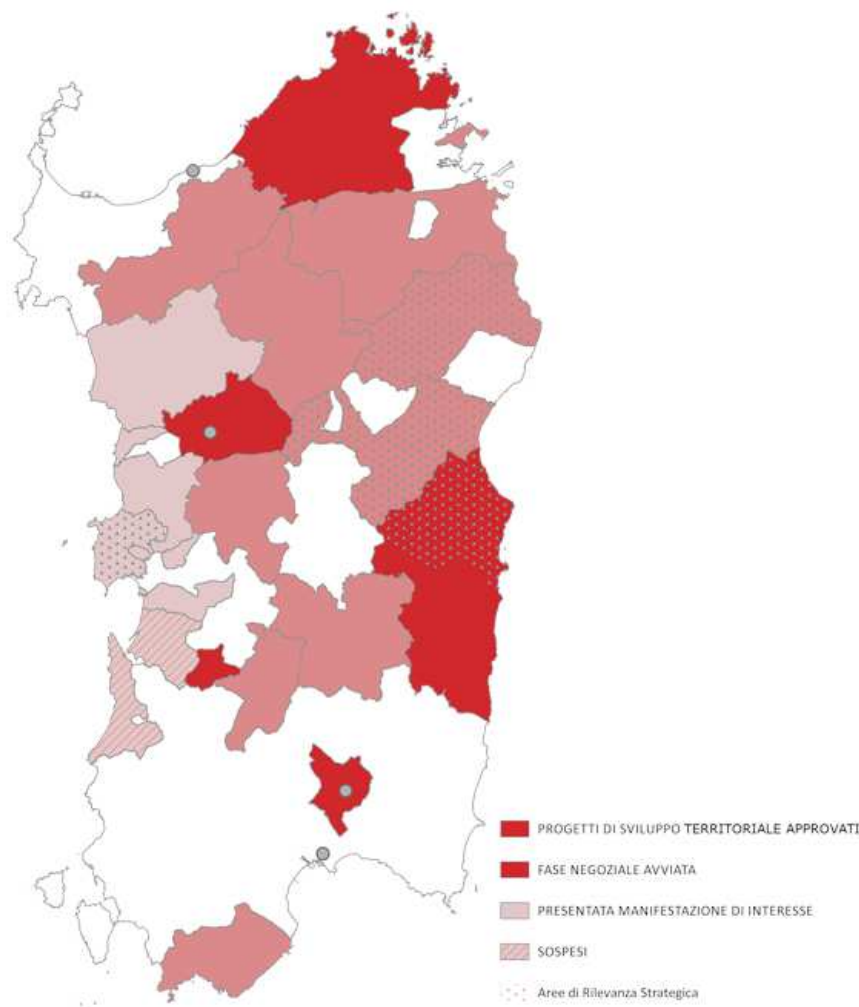 PROGETTI DI SVILUPPO TERRITORIALE APPROVATI
FASE NEGOZIALE AVVIATA
PRESENTATA MANIFESTAZIONE DI INTERESSE
SOSPESI
Aree di Rilevanza Strategica